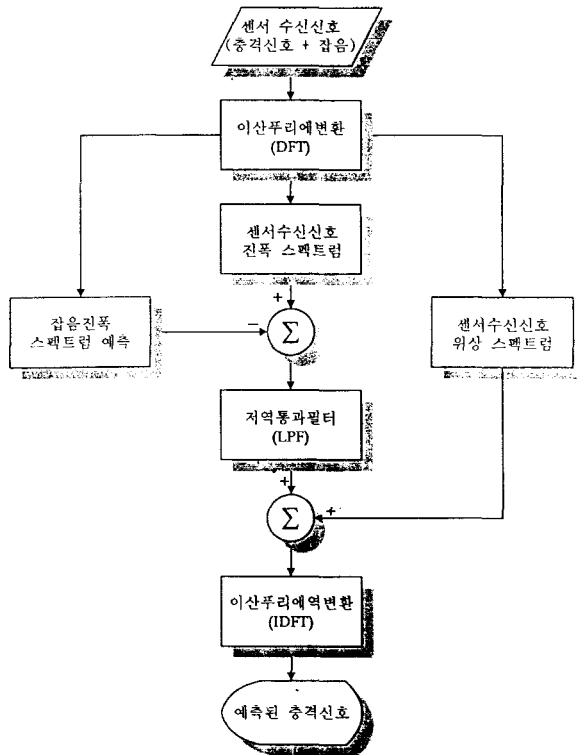 센서 수신신호
(충격신호 + 잡음)
이산푸리에변환
(DFT)
센서수신신호
진폭 스펙트럼
잡음진폭
스펙트럼 예측
센서수신신호
위상 스펙트럼
+
−
Σ
저역통과필터
(LPF)
+
+
Σ
이산푸리에역변환
(IDFT)
예측된 충격신호